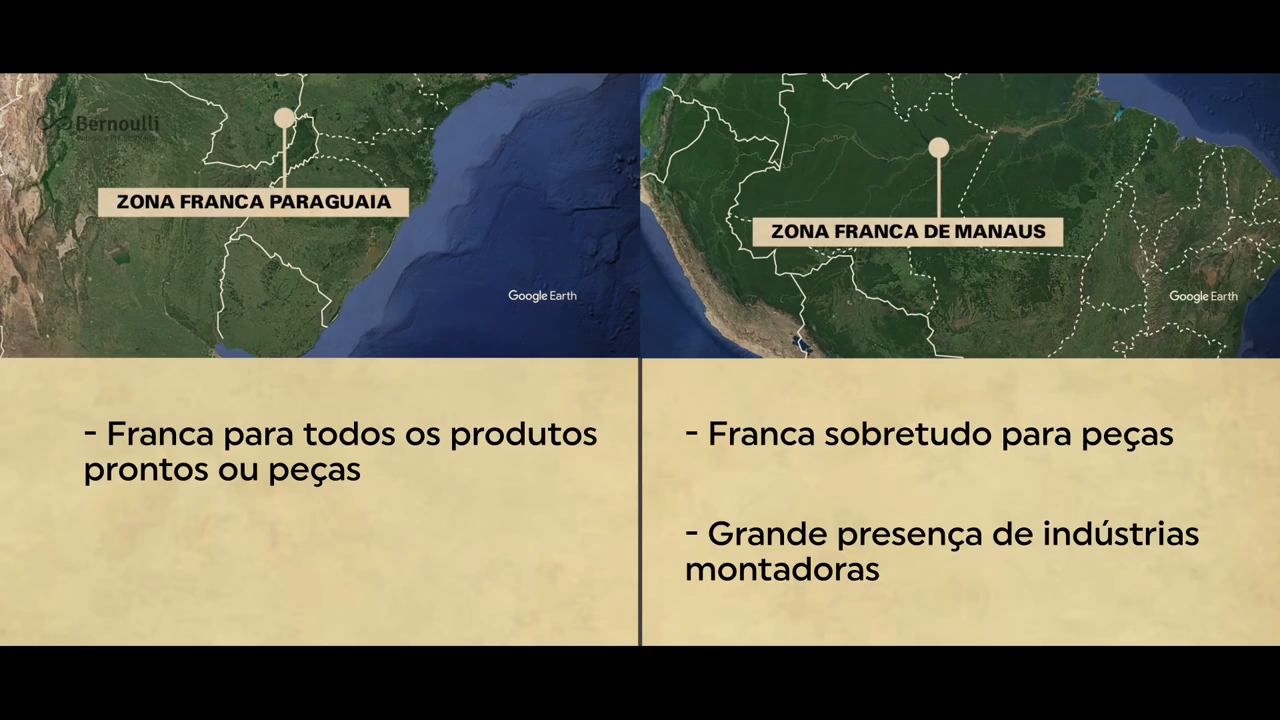 Bernoulli
ZONA FRANCA PARAGUAIA
Google Earth
- Franca para todos os produtos
prontos ou peças
ZONA FRANCA DE MANAUS
Google Earth
- Franca sobretudo para peças
- Grande presença de indústrias
montadoras